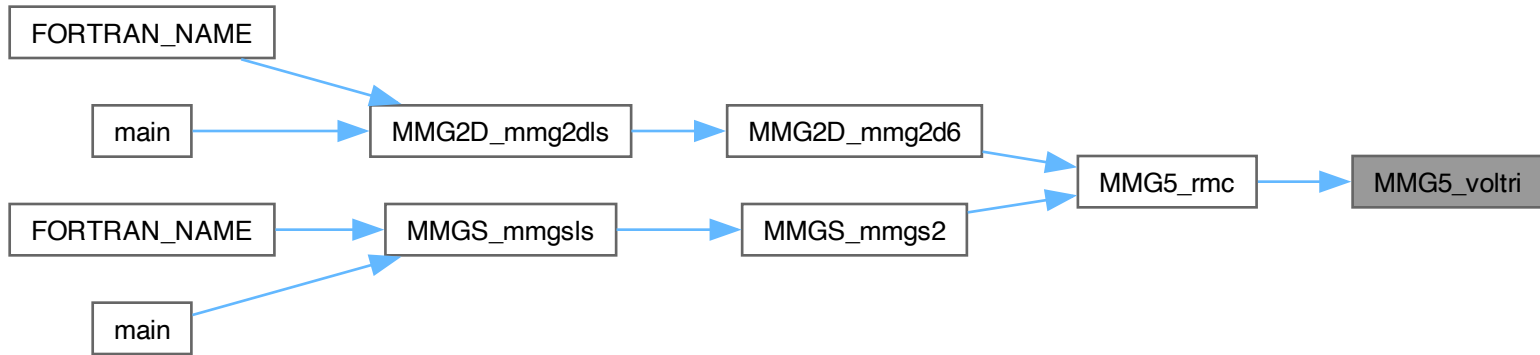 FORTRAN_NAME
main
MMG2D_mmg2dls
MMG2D_mmg2d6
MMG5_rmc
MMG5_voltri
FORTRAN_NAME
MMGS_mmgsls
MMGS_mmgs2
main